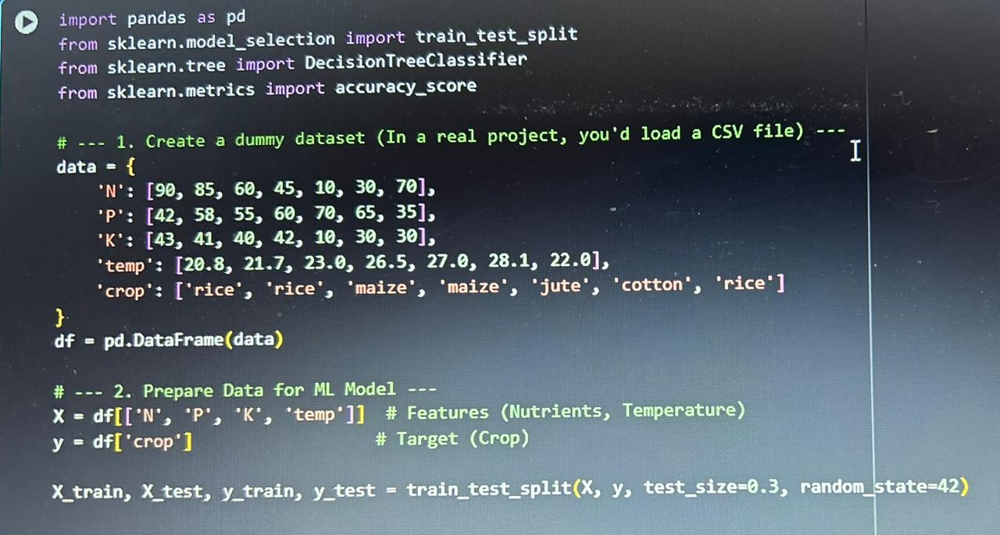 import pandas as pd
from sklearn.model_selection import train_test_split
from sklearn.tree import DecisionTreeClassifier
from sklearn.metrics import accuracy_score
# --- 1. Create a dummy dataset (In a real project, you'd load a CSV file) ---
data = {
    'N': [90, 85, 60, 45, 10, 30, 70],
    'P': [42, 58, 55, 60, 70, 65, 35],
    'K': [43, 41, 40, 42, 10, 30, 30],
    'temp': [20.8, 21.7, 23.0, 26.5, 27.0, 28.1, 22.0],
    'crop': ['rice', 'rice', 'maize', 'maize', 'jute', 'cotton', 'rice']
}
df = pd.DataFrame(data)
# --- 2. Prepare Data for ML Model ---
X = df[['N', 'P', 'K', 'temp']]  # Features (Nutrients, Temperature)
y = df['crop']                  # Target (Crop)
X_train, X_test, y_train, y_test = train_test_split(X, y, test_size=0.3, random_state=42)